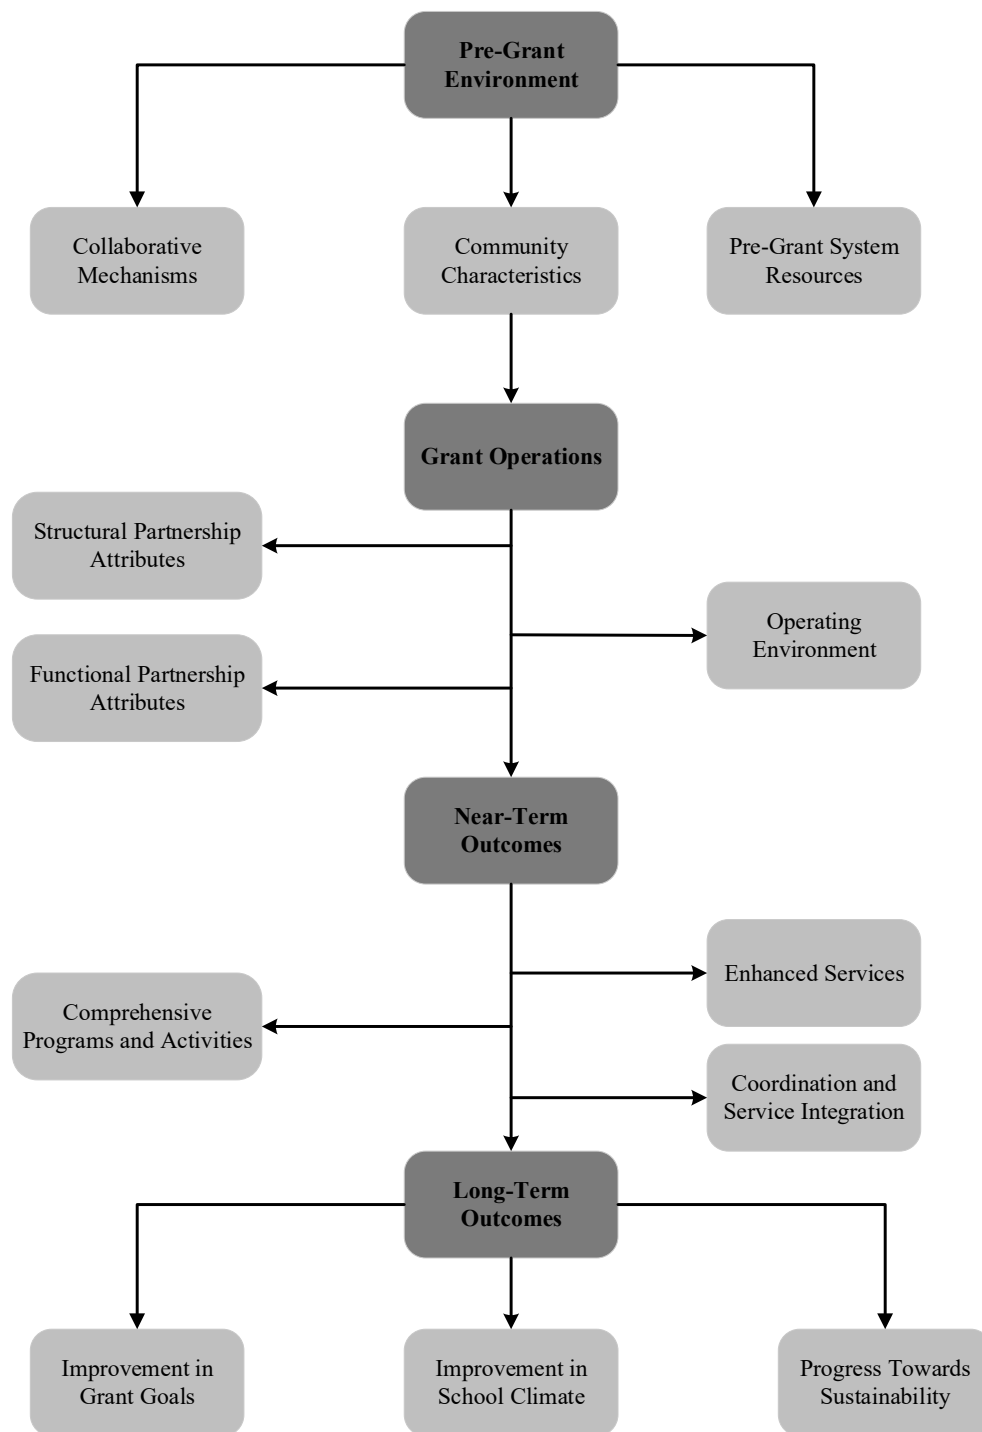 Pre-Grant
Environment
Collaborative
Mechanisms
Community
Characteristics
Pre-Grant System
Resources
Grant Operations
Structural Partnership
Attributes
Operating
Environment
Functional Partnership
Attributes
Near-Term
Outcomes
Enhanced Services
Comprehensive
Programs and Activities
Coordination and
Service Integration
Long-Term
Outcomes
Improvement in
Grant Goals
Improvement in
School Climate
Progress Towards
Sustainability